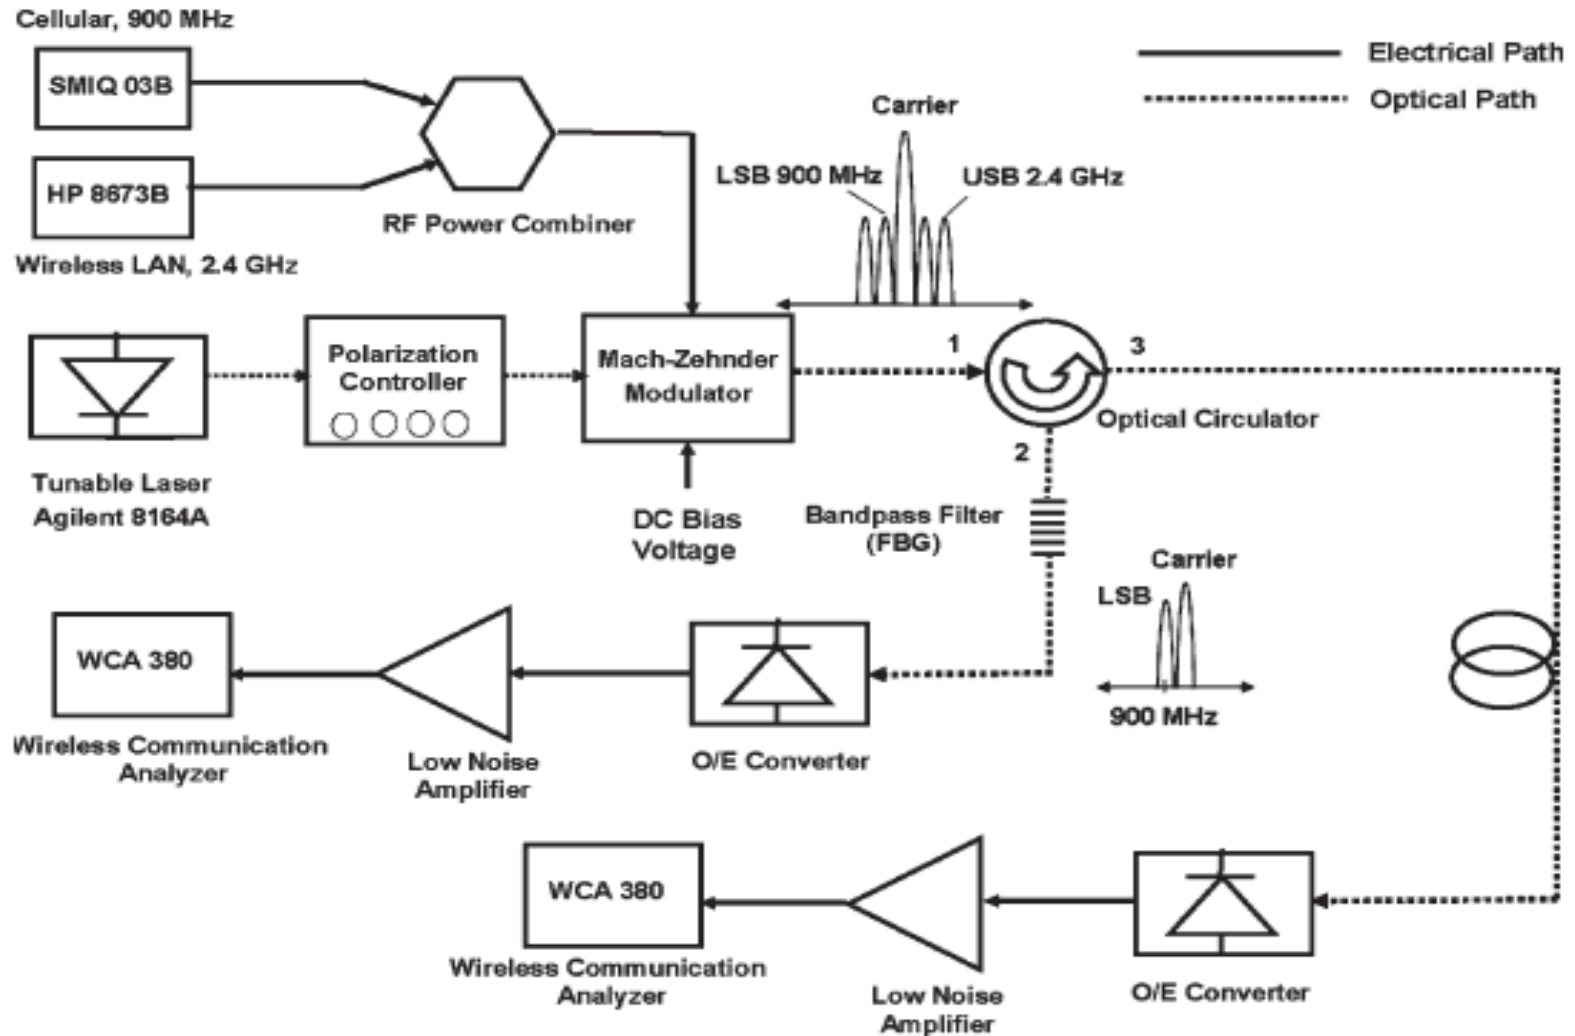 Cellular, 900 MHz
SMIQ 03B
HP 8673B
Wireless LAN, 2.4 GHz
RF Power Combiner
Electrical Path
Optical Path
Carrier
LSB 900 MHz
USB 2.4 GHz
Tunable Laser
Agilent 8164A
Polarization
Controller
Mach-Zehnder
Modulator
DC Bias
Voltage
1
2
3
Optical Circulator
Bandpass Filter
(FBG)
Carrier
LSB
900 MHz
WCA 380
Wireless Communication
Analyzer
Low Noise
Amplifier
O/E Converter
WCA 380
Wireless Communication
Analyzer
Low Noise
Amplifier
O/E Converter